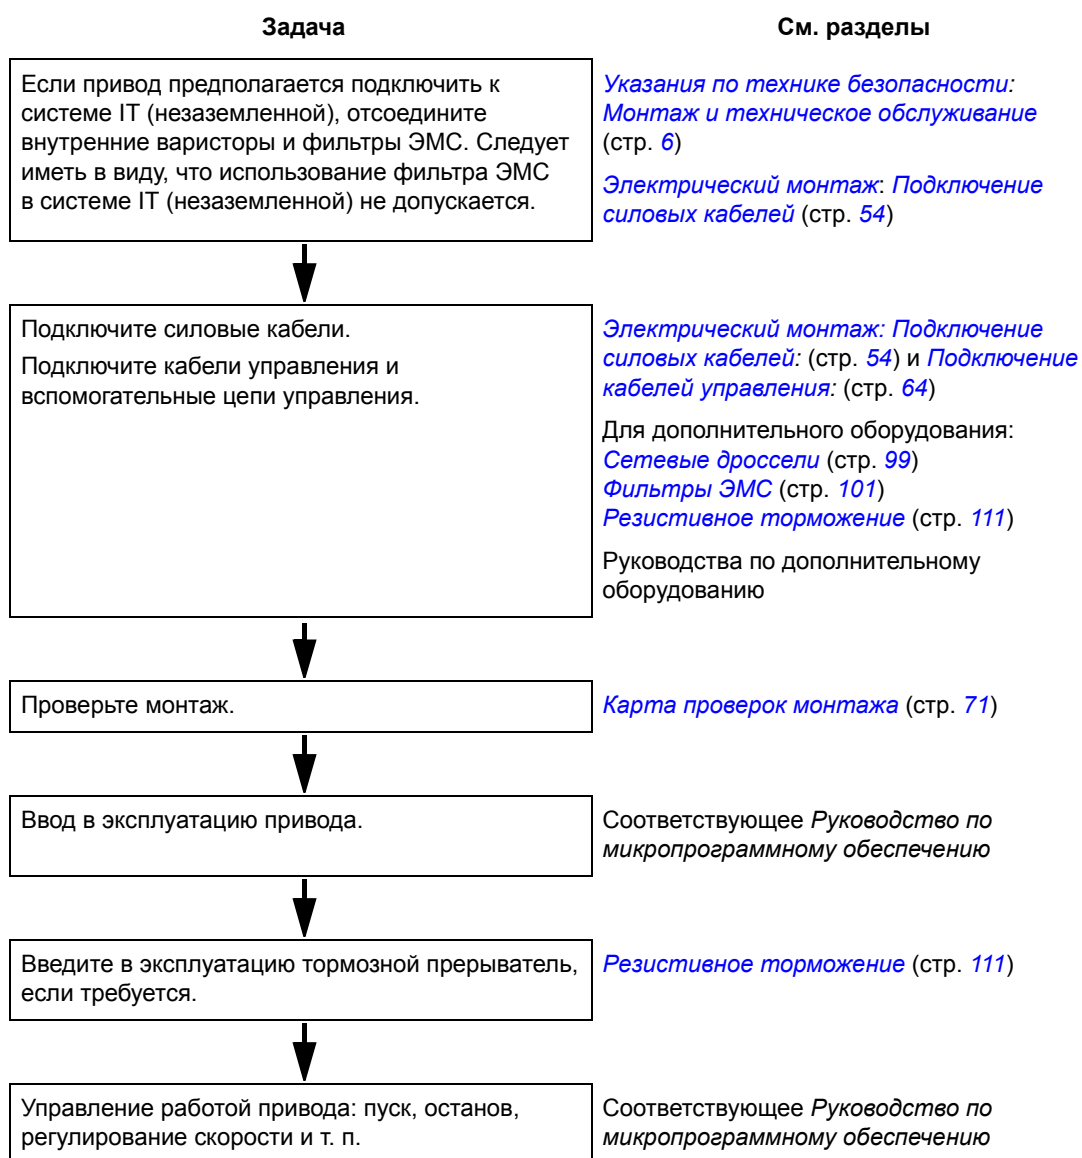 Задача
См. разделы
Если привод предполагается подключить к
системе IT (незаземленной), отсоедините
внутренние варисторы и фильтры ЭМС. Следует
иметь в виду, что использование фильтра ЭМС
в системе IT (незаземленной) не допускается.
Указания по технике безопасности:
Монтаж и техническое обслуживание
(стр. 6)
Электрический монтаж: Подключение
силовых кабелей (стр. 54)
Подключите силовые кабели.
Подключите кабели управления и
вспомогательные цепи управления.
Электрический монтаж: Подключение
силовых кабелей: (стр. 54) и Подключение
кабелей управления: (стр. 64)
Для дополнительного оборудования:
Сетевые дроссели (стр. 99)
Фильтры ЭМС (стр. 101)
Резистивное торможение (стр. 111)
Руководства по дополнительному
оборудованию
Проверьте монтаж.
Карта проверок монтажа (стр. 71)
Ввод в эксплуатацию привода.
Соответствующее Руководство по
микропрограммному обеспечению
Введите в эксплуатацию тормозной прерыватель,
если требуется.
Резистивное торможение (стр. 111)
Управление работой привода: пуск, останов,
регулирование скорости и т. п.
Соответствующее Руководство по
микропрограммному обеспечению